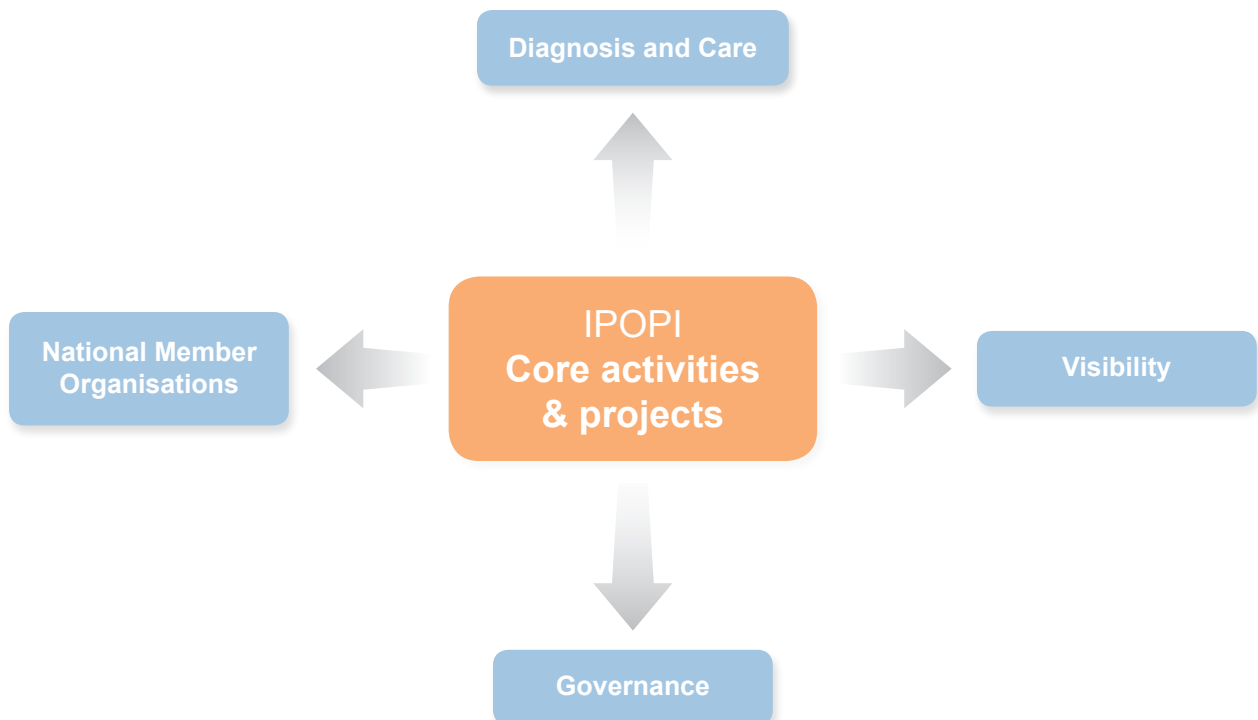 Diagnosis and Care
National Member
Organisations
IPOPI
Core activities
& projects
Visibility
Governance